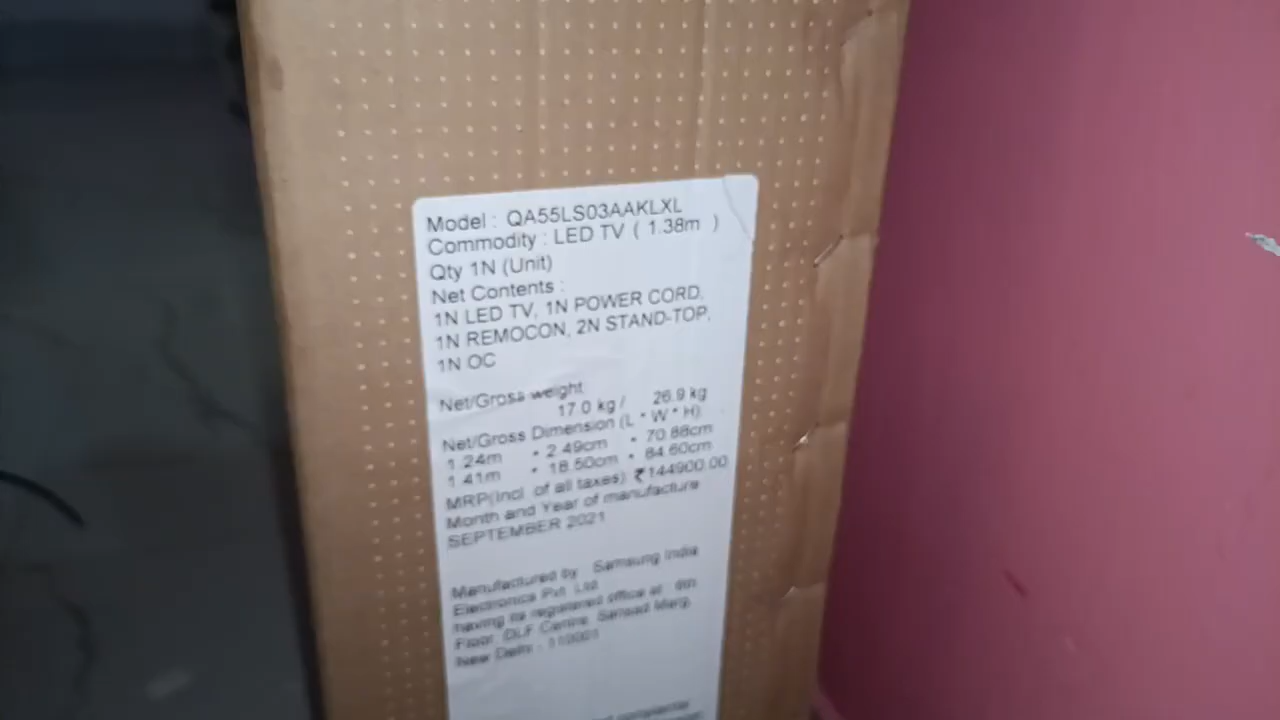 Model : QA55LS03AAKLXL
Commodity : LED TV ( 1.38m )
Qty 1N (Unit)
Net Contents :
1N LED TV, 1N POWER CORD,
1N REMOCON, 2N STAND-TOP,
1N OC
Net/Gross weight
17.0 kg / 26.9 kg
Net/Gross Dimension (L * W * H)
1.24m * 2.49cm * 70.88cm
1.41m * 18.50cm * 84.60cm
MRP(Incl. of all taxes) ₹144900.00
Month and Year of manufacture
SEPTEMBER 2021
Manufactured by : Samsung India
Electronics Pvt. Ltd.
having its registered office at : 6th
Floor, DLF Centre, Sansad Marg,
New Delhi - 110001